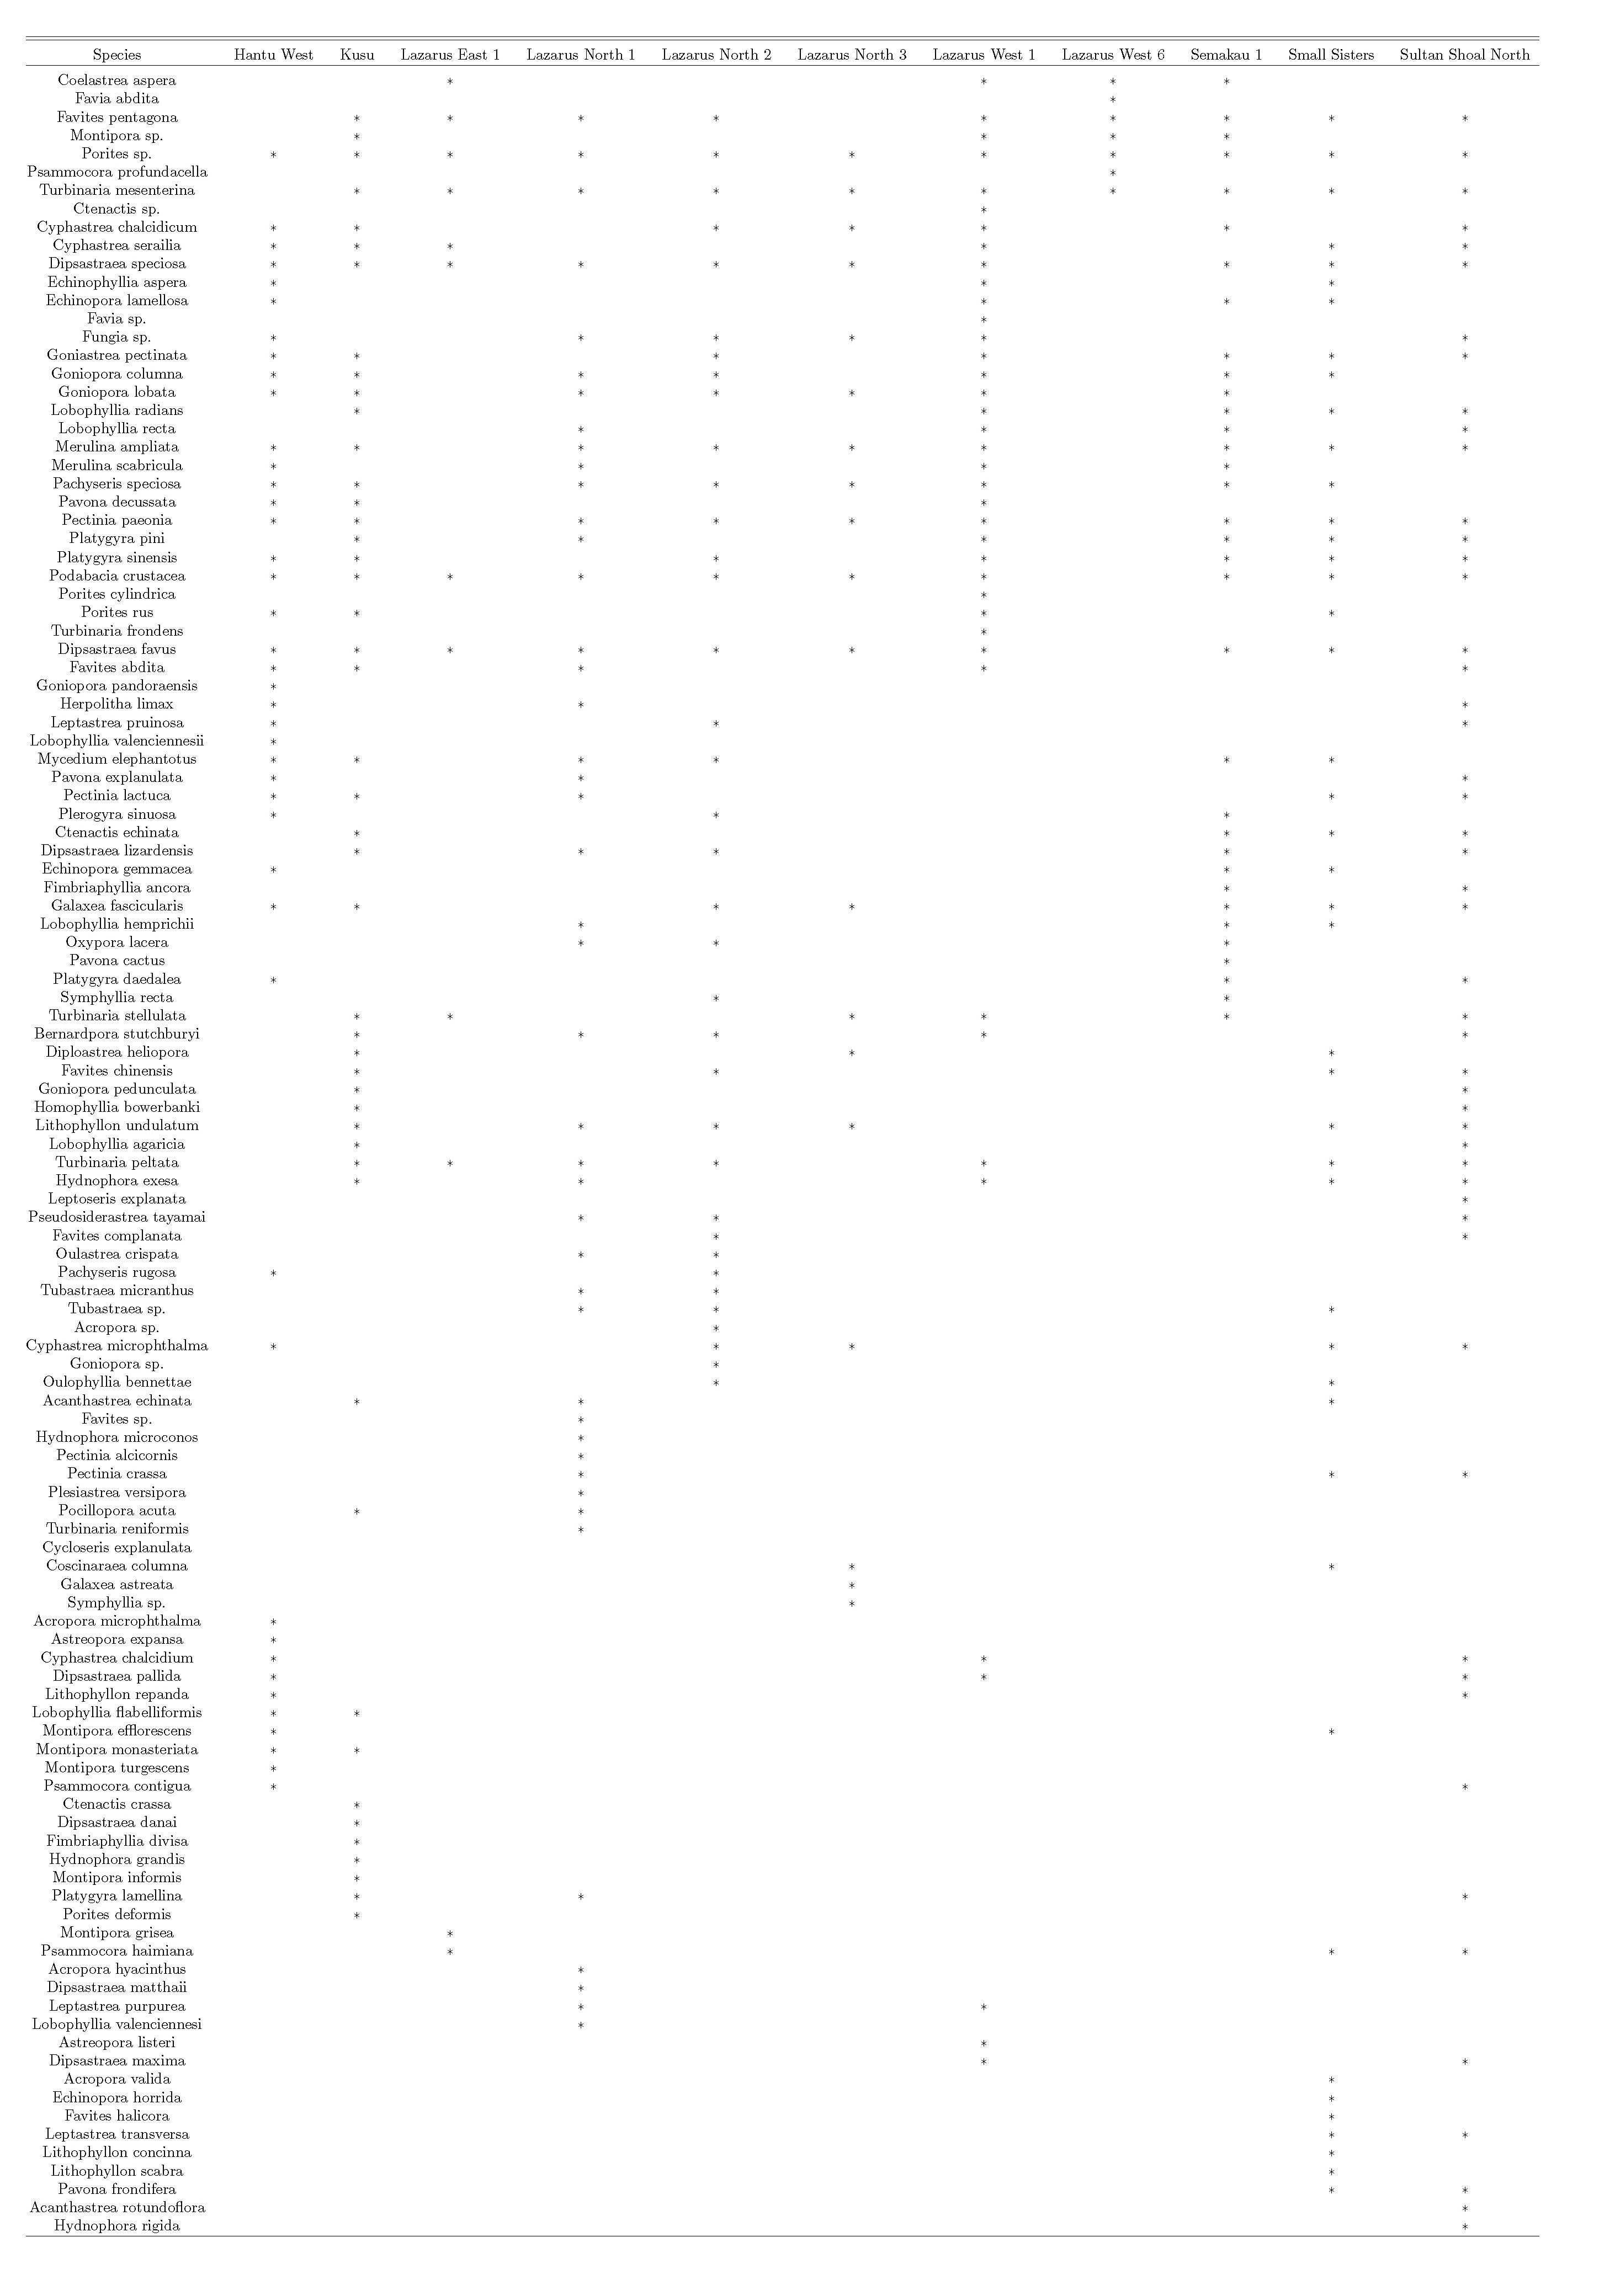 Species Hantu West Kusu Lazarus East 1 Lazarus North 1 Lazarus North 2 Lazarus North 3 Lazarus West 1 Lazarus West 6 Semakau 1 Small Sisters Sultan Shoal North
Coelastrea aspera * * * *
Favia abdita *
Favites pentagona * * * * * * * * *
Montipora sp. * * * *
Porites sp. * * * * * * * * * * *
Psammocora profundacella *
Turbinaria mesenterina * * * * * * * * * *
Ctenactis sp. *
Cyphastrea chalcidicum * * * * * * *
Cyphastrea serailia * * * * * *
Dipsastraea speciosa * * * * * * * * * *
Echinophyllia aspera * * *
Echinopora lamellosa * * * *
Favia sp. *
Fungia sp. * * * * * *
Goniastrea pectinata * * * * * * *
Goniopora columna * * * * * * *
Goniopora lobata * * * * * * *
Lobophyllia radians * * * * *
Lobophyllia recta * * * *
Merulina ampliata * * * * * * * * *
Merulina scabricula * * * *
Pachyseris speciosa * * * * * * * *
Pavona decussata * * *
Pectinia paeonia * * * * * * * * *
Platygyra pini * * * * * *
Platygyra sinensis * * * * * * *
Podabacia crustacea * * * * * * * * * *
Porites cylindrica *
Porites rus * * * *
Turbinaria frondens *
Dipsastraea favus * * * * * * * * * *
Favites abdita * * * * *
Goniopora pandoraensis *
Herpolitha limax * * *
Leptastrea pruinosa * * *
Lobophyllia valenciennesii *
Mycedium elephantotus * * * * * *
Pavona explanulata * * *
Pectinia lactuca * * * * *
Plerogyra sinuosa * * *
Ctenactis echinata * * * *
Dipsastraea lizardensis * * * * *
Echinopora gemmacea * * *
Fimbriaphyllia ancora * *
Galaxea fascicularis * * * * * * *
Lobophyllia hemprichii * * *
Oxypora lacera * * *
Pavona cactus *
Platygyra daedalea * * *
Symphyllia recta * *
Turbinaria stellulata * * * * * *
Bernardpora stutchburyi * * * * *
Diploastrea heliopora * * *
Favites chinensis * * * *
Goniopora pedunculata * *
Homophyllia bowerbanki * *
Lithophyllon undulatum * * * * * *
Lobophyllia agaricia * *
Turbinaria peltata * * * * * * *
Hydnophora exesa * * * * *
Leptoseris explanata *
Pseudosiderastrea tayamai * * *
Favites complanata * *
Oulastrea crispata * *
Pachyseris rugosa * *
Tubastraea micranthus * *
Tubastraea sp. * * *
Acropora sp. *
Cyphastrea microphthalma * * * * *
Goniopora sp. *
Oulophyllia bennettae * *
Acanthastrea echinata * * *
Favites sp. *
Hydnophora microconos *
Pectinia alcicornis *
Pectinia crassa * * *
Plesiastrea versipora *
Pocillopora acuta * *
Turbinaria reniformis *
Cycloseris explanulata
Coscinaraea columna * *
Galaxea astreata *
Symphyllia sp. *
Acropora microphthalma *
Astreopora expansa *
Cyphastrea chalcidium * * *
Dipsastraea pallida * * *
Lithophyllon repanda * *
Lobophyllia flabelliformis * *
Montipora efflorescens * *
Montipora monasteriata * *
Montipora turgescens *
Psammocora contigua * *
Ctenactis crassa *
Dipsastraea danai *
Fimbriaphyllia divisa *
Hydnophora grandis *
Montipora informis *
Platygyra lamellina * * *
Porites deformis *
Montipora grisea *
Psammocora haimiana * * *
Acropora hyacinthus *
Dipsastraea matthaii *
Leptastrea purpurea * *
Lobophyllia valenciennesi *
Astreopora listeri *
Dipsastraea maxima * *
Acropora valida *
Echinopora horrida *
Favites halicora *
Leptastrea transversa * *
Lithophyllon concinna *
Lithophyllon scabra *
Pavona frondifera * *
Acanthastrea rotundoflora *
Hydnophora rigida *